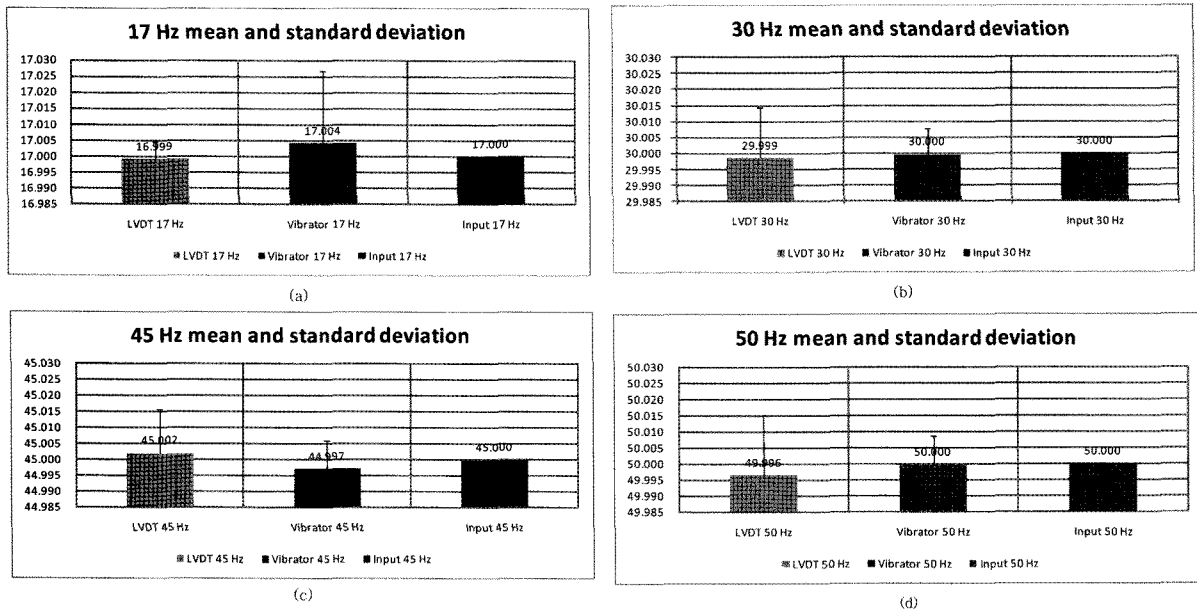 17 Hz mean and standard deviation
17.030
17.025
17.020
17.015
17.010
17.005
17.000
16.995
16.990
16.985
16.999
17.004
17.000
LVDT 17 Hz
Vibrator 17 Hz
Input 17 Hz
LVDT 17 Hz
Vibrator 17 Hz
Input 17 Hz
(a)
30 Hz mean and standard deviation
30.030
30.025
30.020
30.015
30.010
30.005
30.000
29.995
29.990
29.985
29.999
30.000
30.000
LVDT 30 Hz
Vibrator 30 Hz
Input 30 Hz
LVDT 30 Hz
Vibrator 30 Hz
Input 30 Hz
(b)
45 Hz mean and standard deviation
45.030
45.025
45.020
45.015
45.010
45.005
45.000
44.995
44.990
44.985
45.002
44.997
45.000
LVDT 45 Hz
Vibrator 45 Hz
Input 45 Hz
LVDT 45 Hz
Vibrator 45 Hz
Input 45 Hz
(c)
50 Hz mean and standard deviation
50.030
50.025
50.020
50.015
50.010
50.005
50.000
49.995
49.990
49.985
49.996
50.000
50.000
LVDT 50 Hz
Vibrator 50 Hz
Input 50 Hz
LVDT 50 Hz
Vibrator 50 Hz
Input 50 Hz
(d)